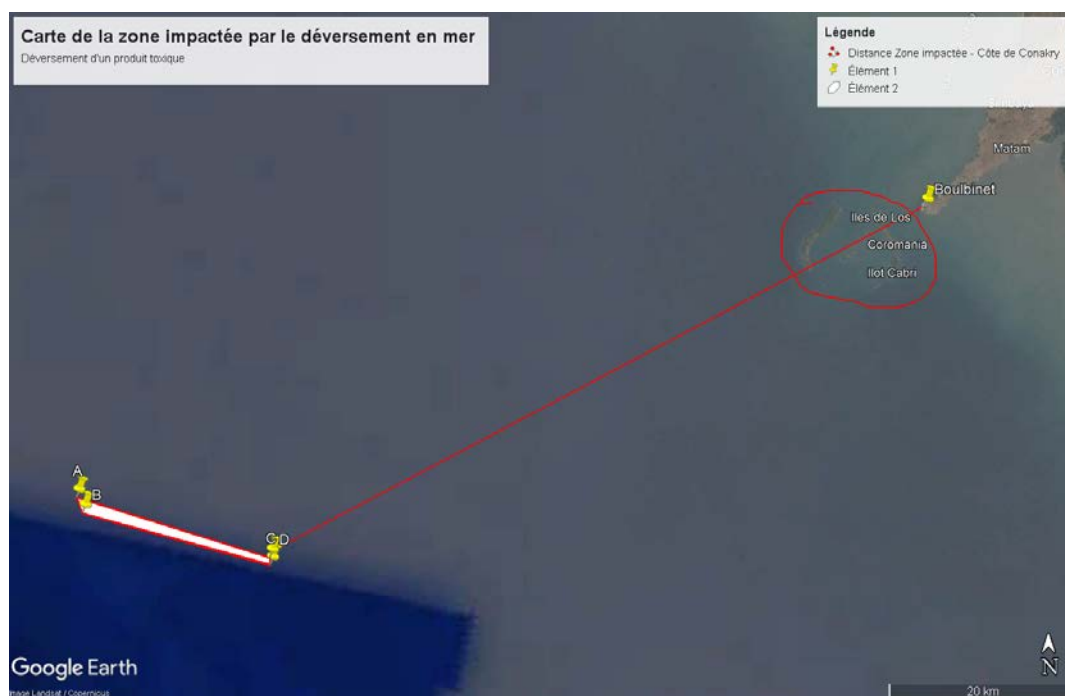 Carte de la zone impactée par le déversement en mer
Déversement d'un produit toxique
Légende
Distance Zone impactée - Côte de Conakry
Élément 1
Élément 2
Matam
Boulbinet
Iles de Los
Coromania
Ilot Cabri
A
B
C D
Google Earth
Image Landsat / Copernicus
N
20 km